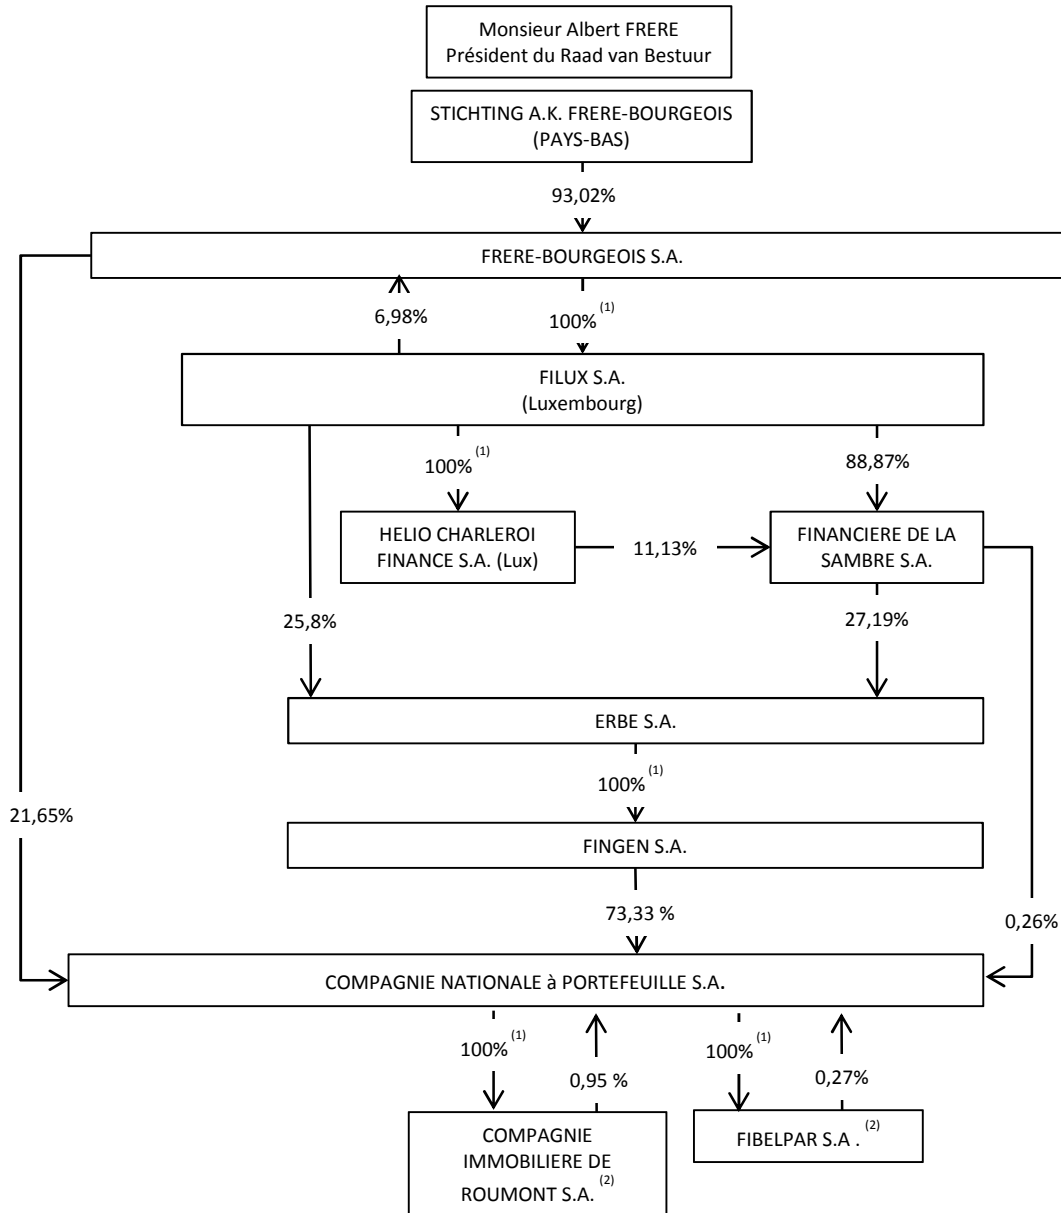 Monsieur Albert FRERE
Président du Raad van Bestuur
STICHTING A.K. FRERE-BOURGEOIS
(PAYS-BAS)
93,02%
FRERE-BOURGEOIS S.A.
6,98%
100% (1)
FILUX S.A.
(Luxembourg)
100% (1)
88,87%
HELIO CHARLEROI
FINANCE S.A. (Lux)
11,13%
FINANCIERE DE LA
SAMBRE S.A.
25,8%
27,19%
ERBE S.A.
100% (1)
21,65%
FINGEN S.A.
73,33 %
0,26%
COMPAGNIE NATIONALE à PORTEFEUILLE S.A.
100% (1)
0,95 %
100% (1)
0,27%
COMPAGNIE
IMMOBILIERE DE
ROUMONT S.A. (2)
FIBELPAR S.A . (2)